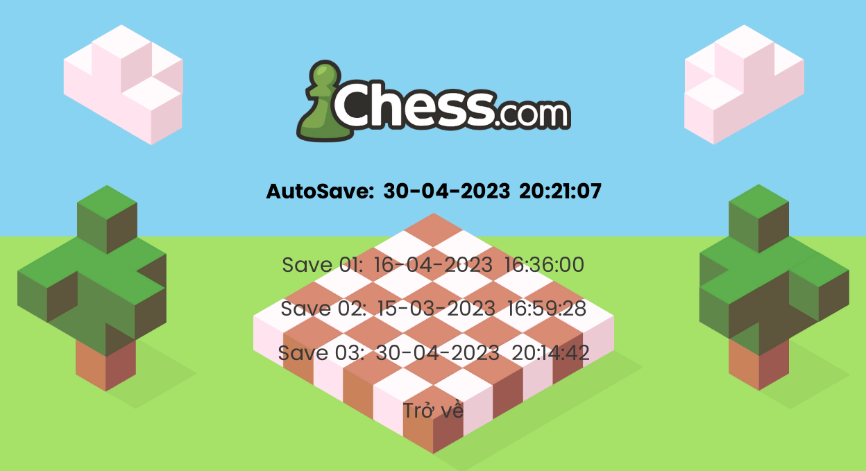 Chess.com
AutoSave: 30-04-2023 20:21:07
Save 01: 16-04-2023 16:36:00
Save 02: 15-03-2023 16:59:28
Save 03: 30-04-2023 20:14:42
Trở về